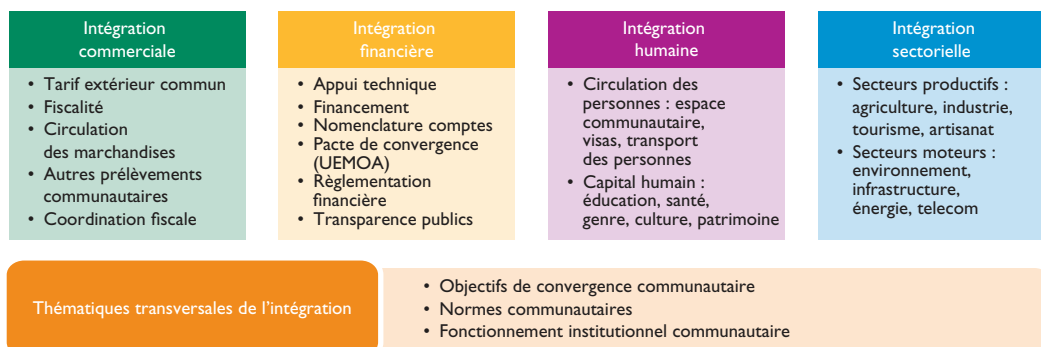 Intégration
commerciale
• Tarif extérieur commun
• Fiscalité
• Circulation
des marchandises
• Autres prélèvements
communautaires
• Coordination fiscale
Intégration
financière
• Appui technique
• Financement
• Nomenclature comptes
• Pacte de convergence
(UEMOA)
• Règlementation
financière
• Transparence publics
Intégration
humaine
• Circulation des
personnes : espace
communautaire,
visas, transport
des personnes
• Capital humain :
éducation, santé,
genre, culture, patrimoine
Intégration
sectorielle
• Secteurs productifs :
agriculture, industrie,
tourisme, artisanat
• Secteurs moteurs :
environnement,
infrastructure,
énergie, telecom
Thématiques transversales de l’intégration
• Objectifs de convergence communautaire
• Normes communautaires
• Fonctionnement institutionnel communautaire